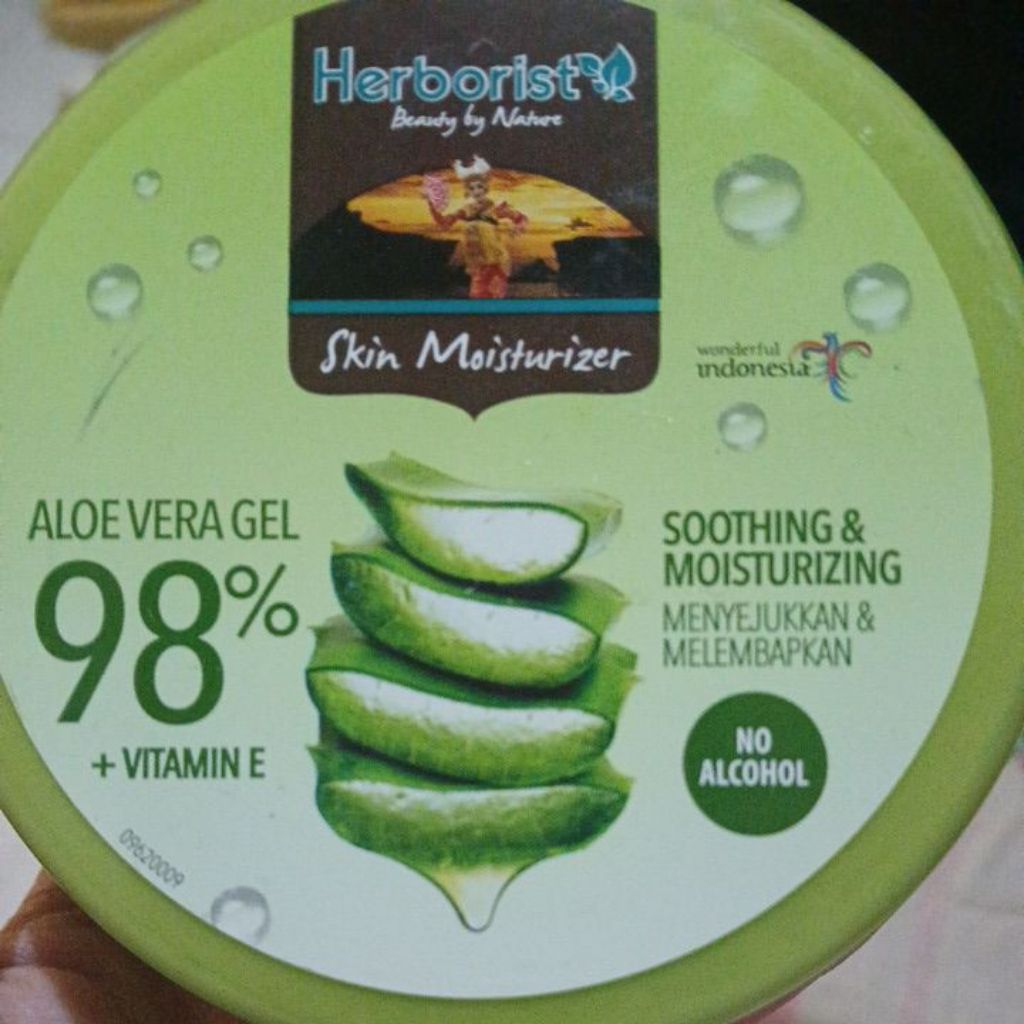 Herborist
Beauty by Nature
Skin Moisturizer
wonderful
indonesia
ALOE VERA GEL
98%
+ VITAMIN E
SOOTHING &
MOISTURIZING
MENYEJUKKAN &
MELEMBAPKAN
NO
ALCOHOL
09620009